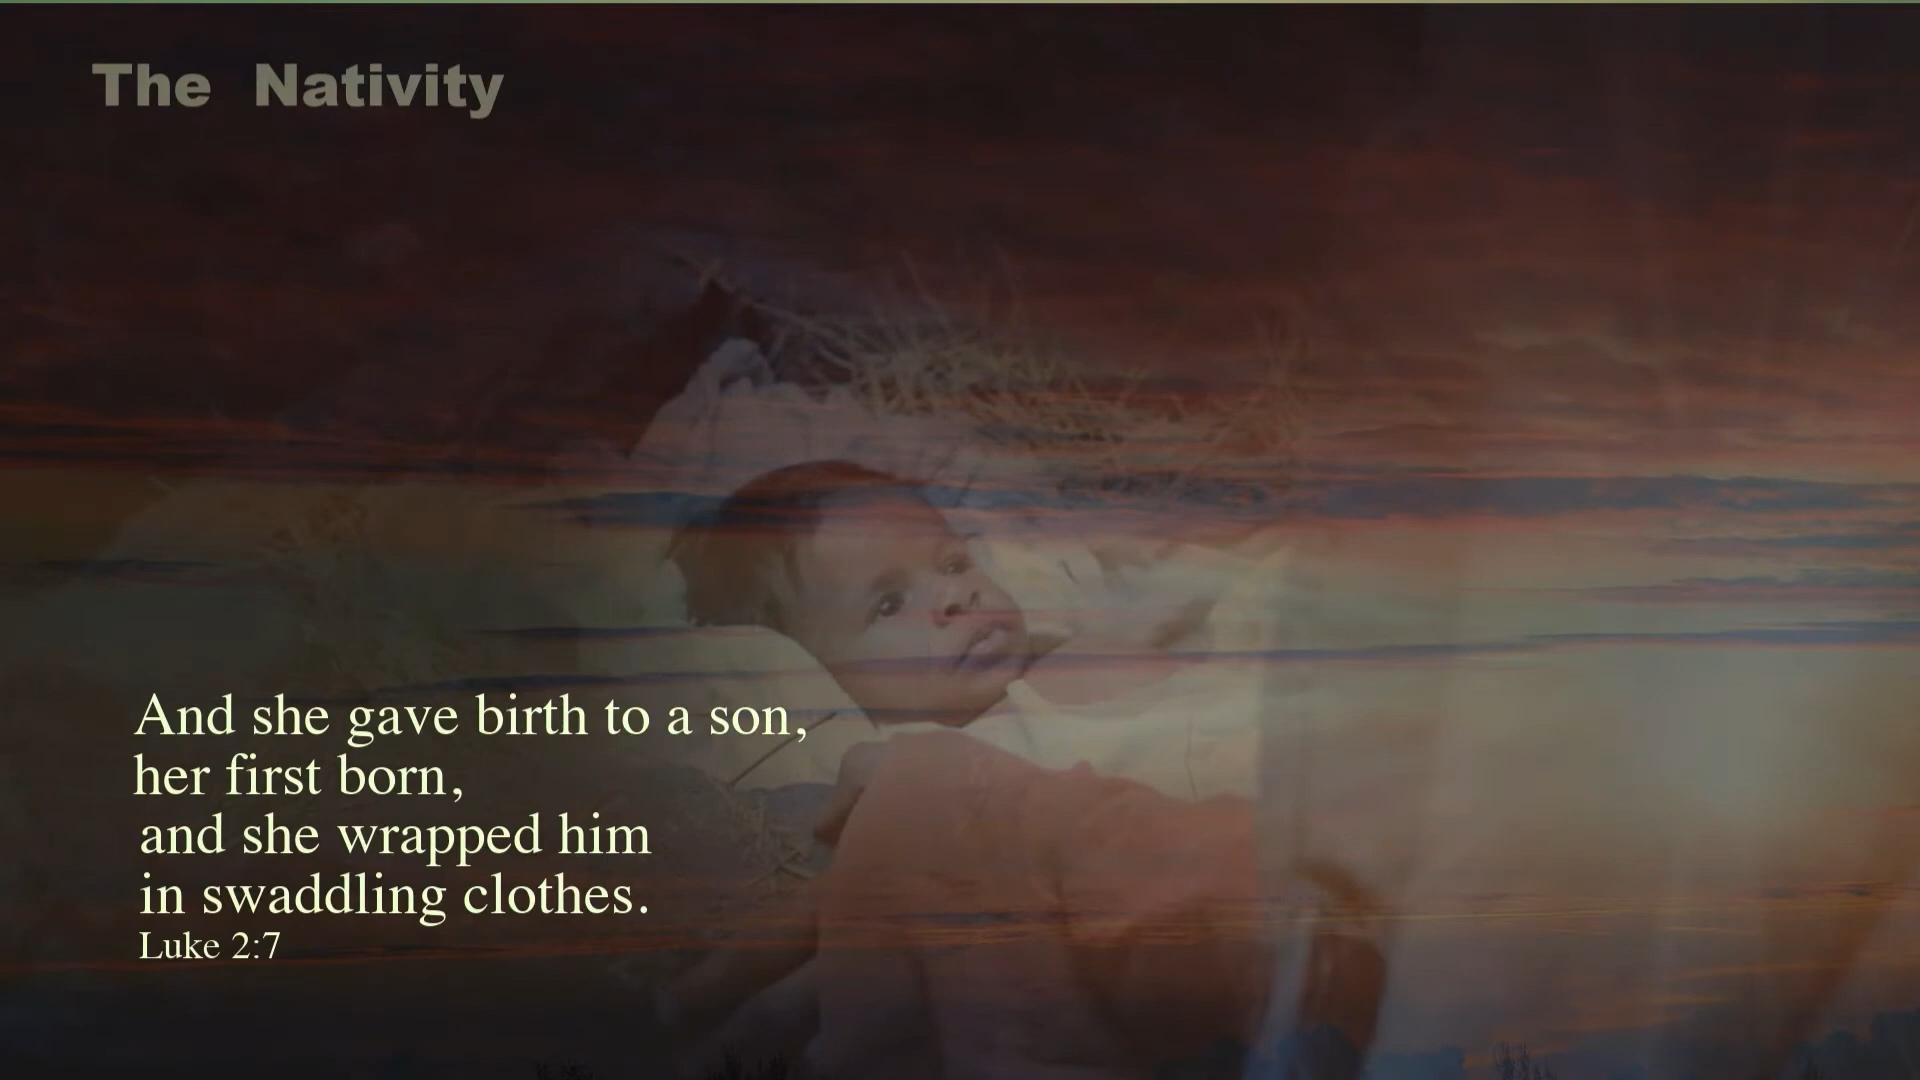 The Nativity
And she gave birth to a son,
her first born,
and she wrapped him
in swaddling clothes.
Luke 2:7